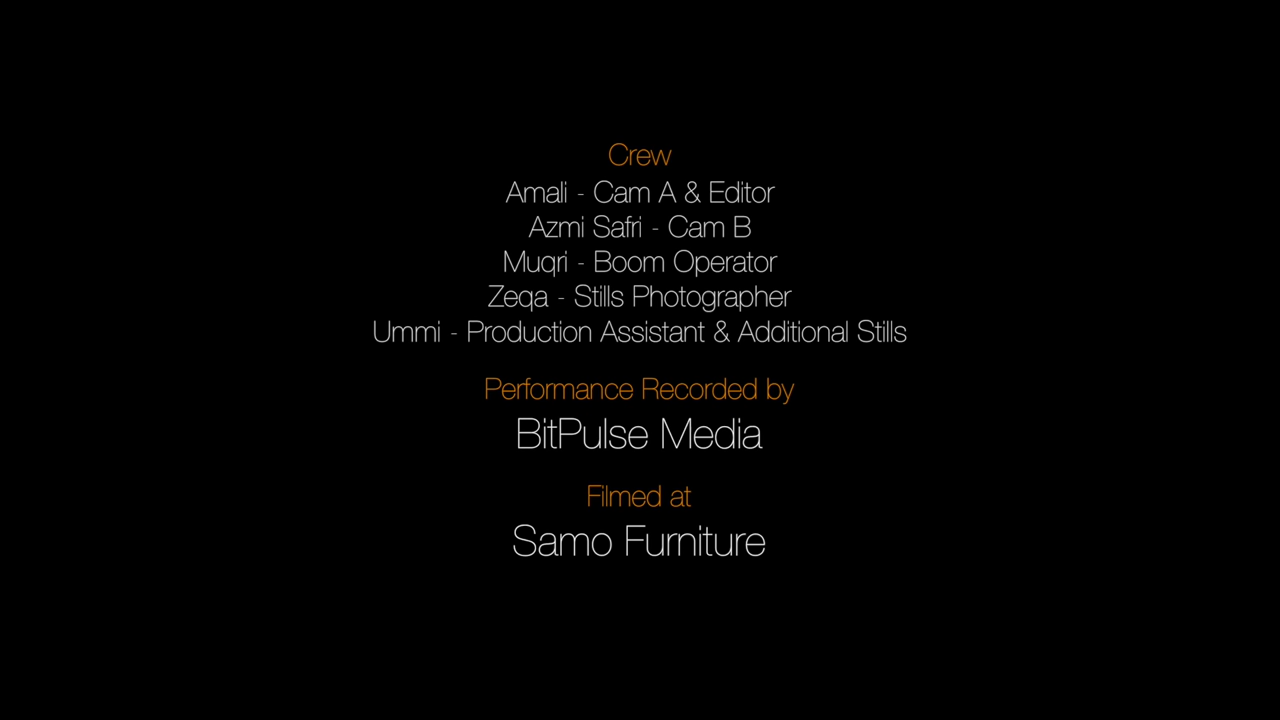 Crew
Amali - Cam A & Editor
Azmi Safri - Cam B
Muqri - Boom Operator
Zeqa - Stills Photographer
Ummi - Production Assistant & Additional Stills
Performance Recorded by
BitPulse Media
Filmed at
Samo Furniture